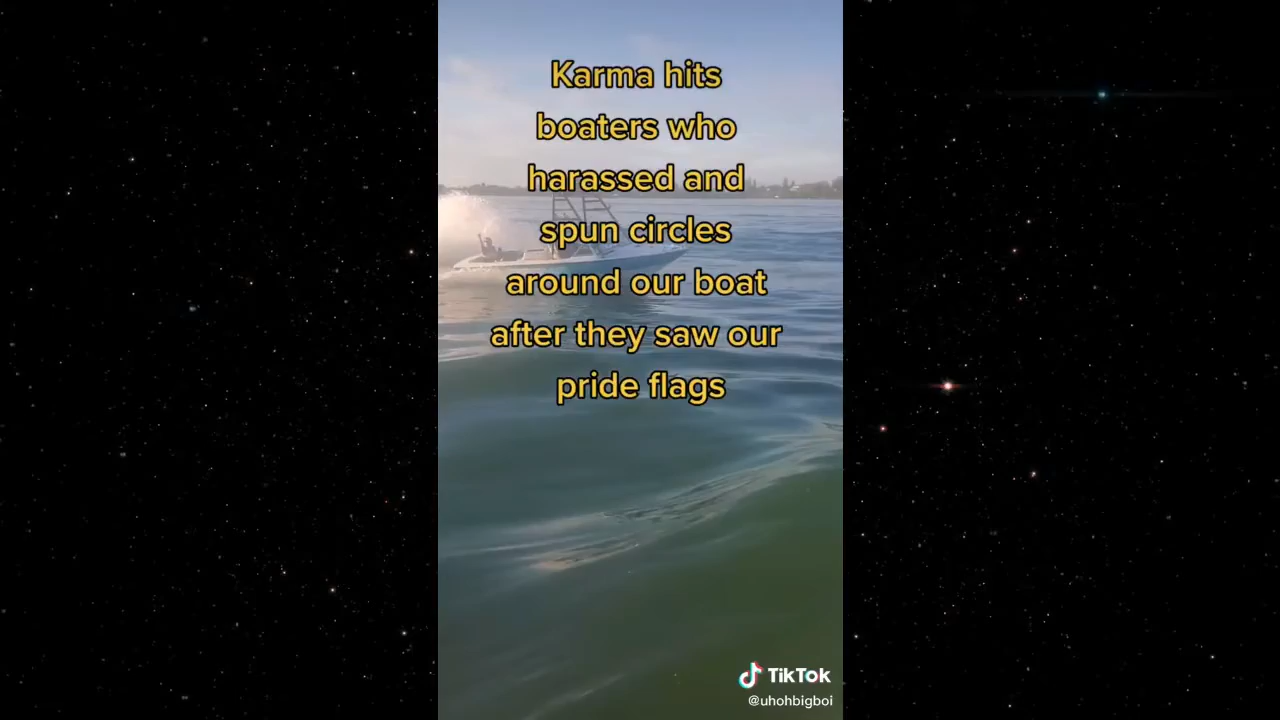 Karma hits
boaters who
harassed and
spun circles
around our boat
after they saw our
pride flags
TikTok
@uhohbigboi